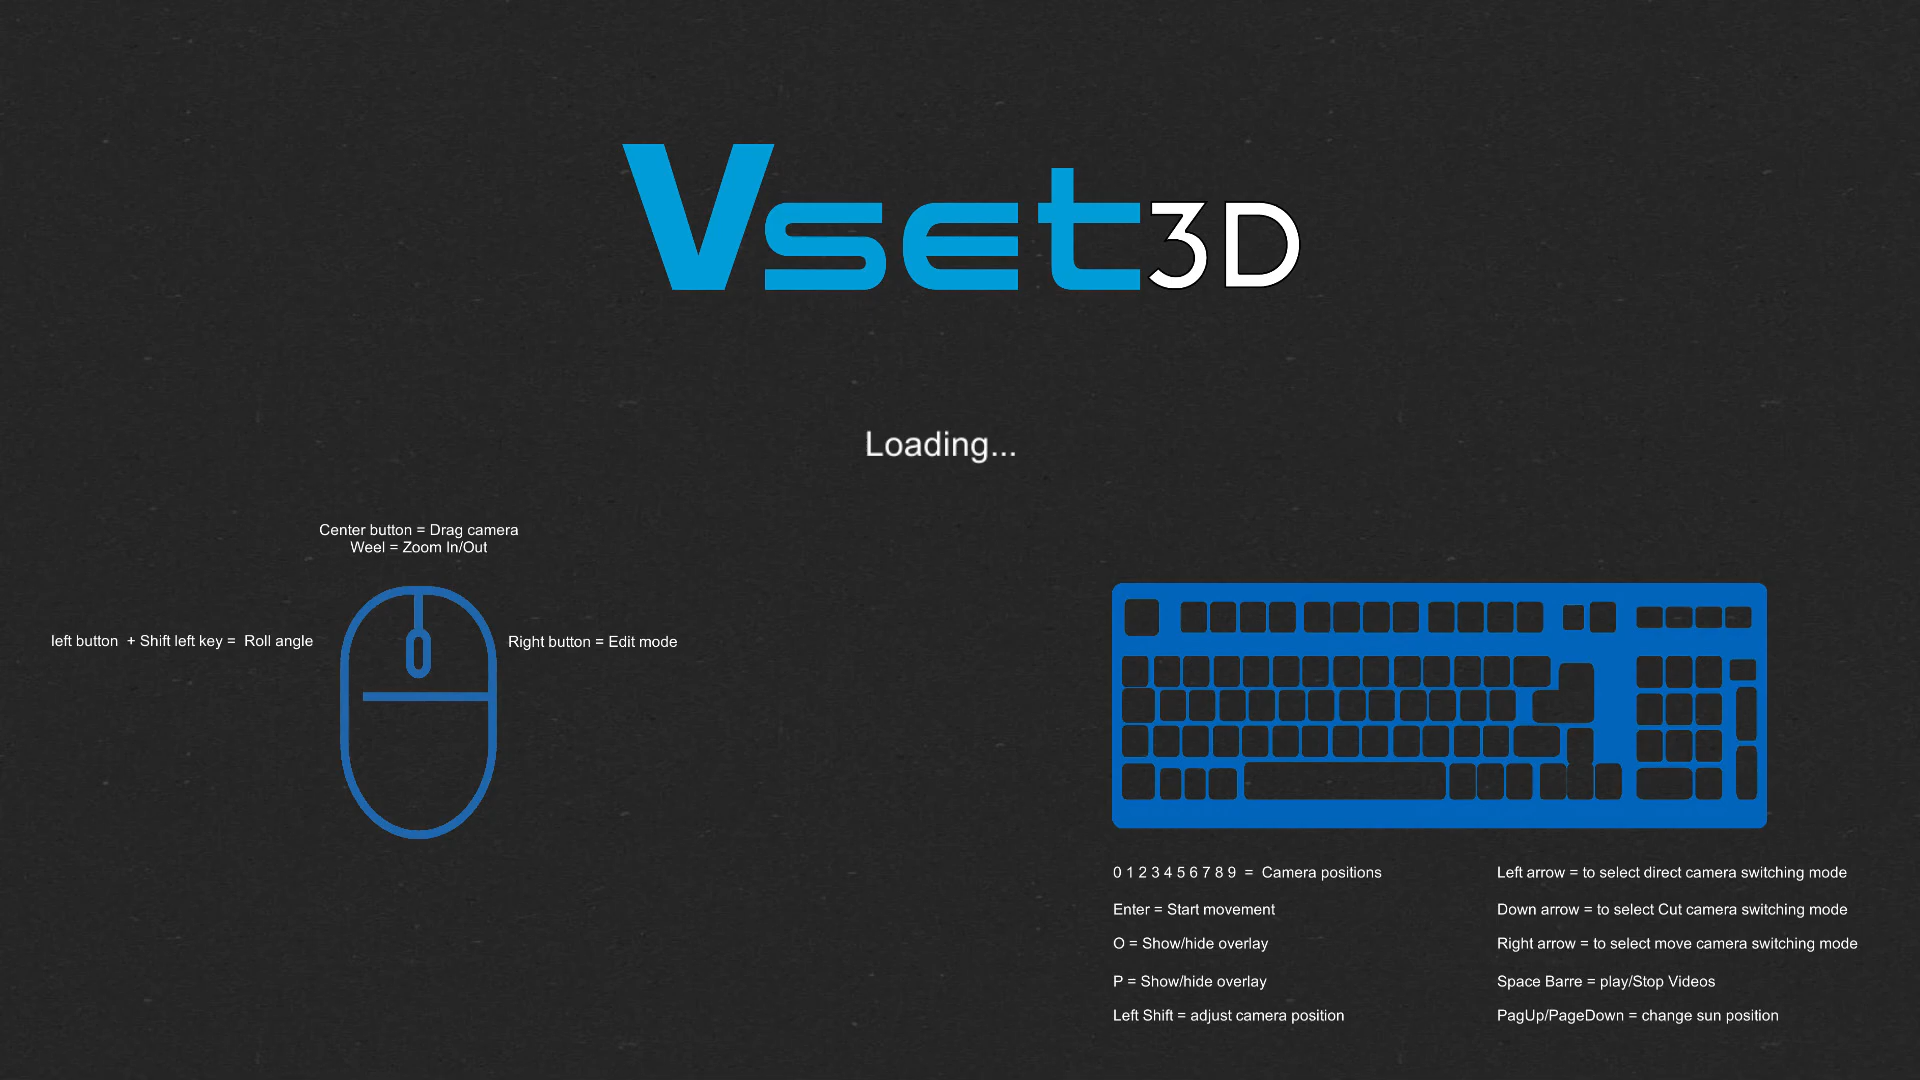 Vset3D
Loading...
Center button = Drag camera
Weel = Zoom In/Out
left button  + Shift left key =  Roll angle
Right button = Edit mode
0 1 2 3 4 5 6 7 8 9  =  Camera positions
Enter = Start movement
O = Show/hide overlay
P = Show/hide overlay
Left Shift = adjust camera position
Left arrow = to select direct camera switching mode
Down arrow = to select Cut camera switching mode
Right arrow = to select move camera switching mode
Space Barre = play/Stop Videos
PagUp/PageDown = change sun position